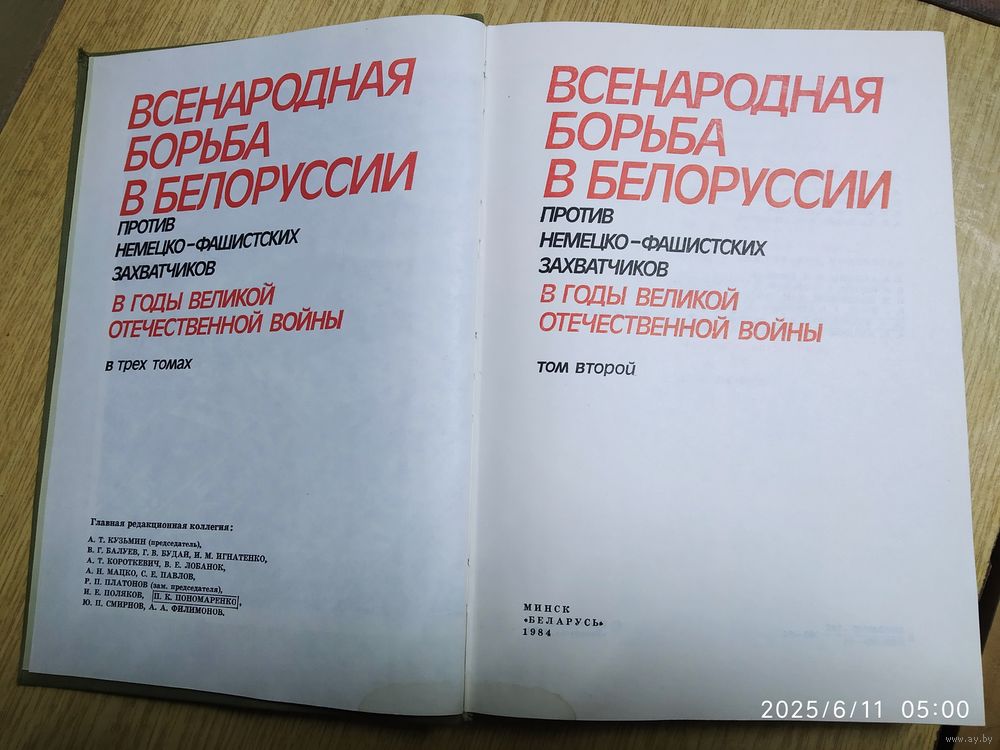 ВСЕНАРОДНАЯ
БОРЬБА
В БЕЛОРУССИИ
ПРОТИВ
НЕМЕЦКО-ФАШИСТСКИХ
ЗАХВАТЧИКОВ
В ГОДЫ ВЕЛИКОЙ
ОТЕЧЕСТВЕННОЙ ВОЙНЫ
в трех томах
Главная редакционная коллегия:
А. Т. КУЗЬМИН (председатель),
В. Г. БАЛУЕВ, Г. В. БУДАЙ, И. М. ИГНАТЕНКО,
А. Т. КОРОТКЕВИЧ, В. Е. ЛОБАНОК,
А. Н. МАЦКО, С. Е. ПАВЛОВ,
Р. П. ПЛАТОНОВ (зам. председателя),
И. Е. ПОЛЯКОВ, П. К. ПОНОМАРЕНКО,
Ю. П. СМИРНОВ, А. А. ФИЛИМОНОВ.
ВСЕНАРОДНАЯ
БОРЬБА
В БЕЛОРУССИИ
ПРОТИВ
НЕМЕЦКО-ФАШИСТСКИХ
ЗАХВАТЧИКОВ
В ГОДЫ ВЕЛИКОЙ
ОТЕЧЕСТВЕННОЙ ВОЙНЫ
том второй
МИНСК
«БЕЛАРУСЬ»
1984
2025/6/11 05:00
www.ay.by